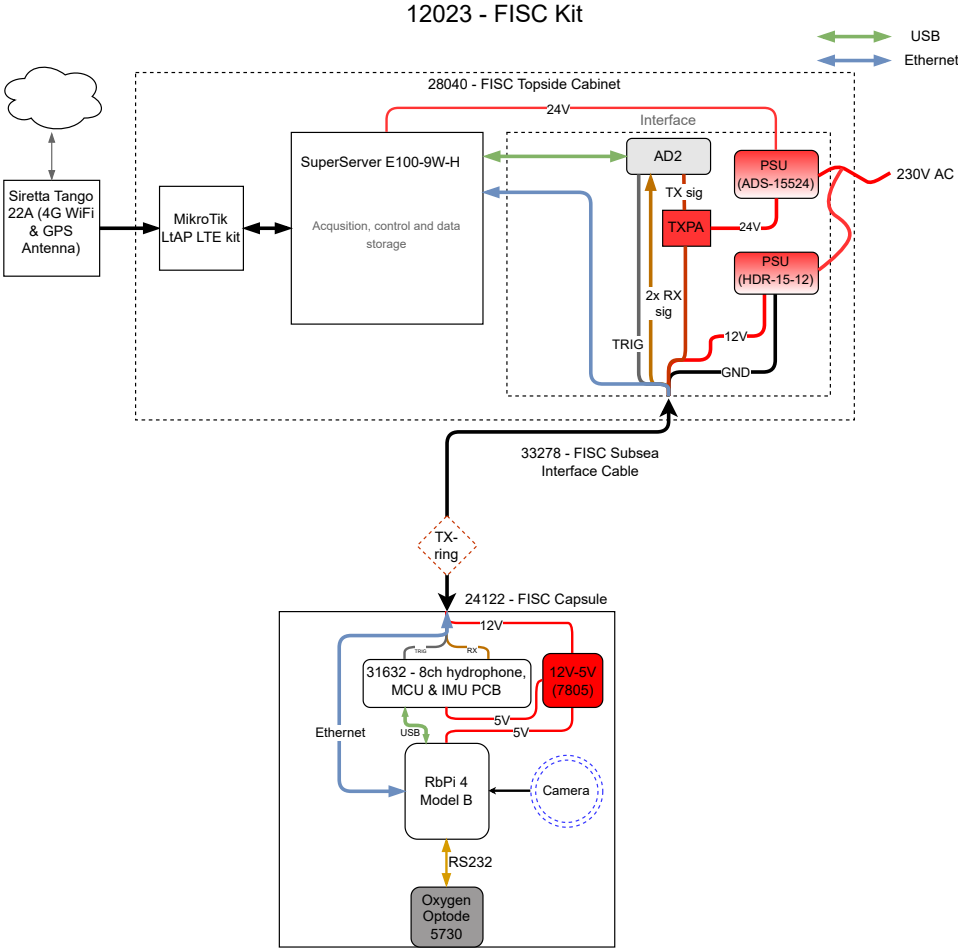 12023 - FISC Kit
USB
Ethernet
28040 - FISC Topside Cabinet
24V
Interface
SuperServer E100-9W-H
Acqusition, control and data
storage
AD2
PSU
(ADS-15524)
230V AC
TX sig
TXPA
24V
Siretta Tango
22A (4G WiFi
& GPS
Antenna)
MikroTik
LtAP LTE kit
PSU
(HDR-15-12)
2x RX
sig
TRIG
12V
GND
33278 - FISC Subsea
Interface Cable
TX-
ring
24122 - FISC Capsule
12V
TRIG
RX
31632 - 8ch hydrophone,
MCU & IMU PCB
12V-5V
(7805)
5V
USB
5V
Ethernet
RbPi 4
Model B
Camera
RS232
Oxygen
Optode
5730